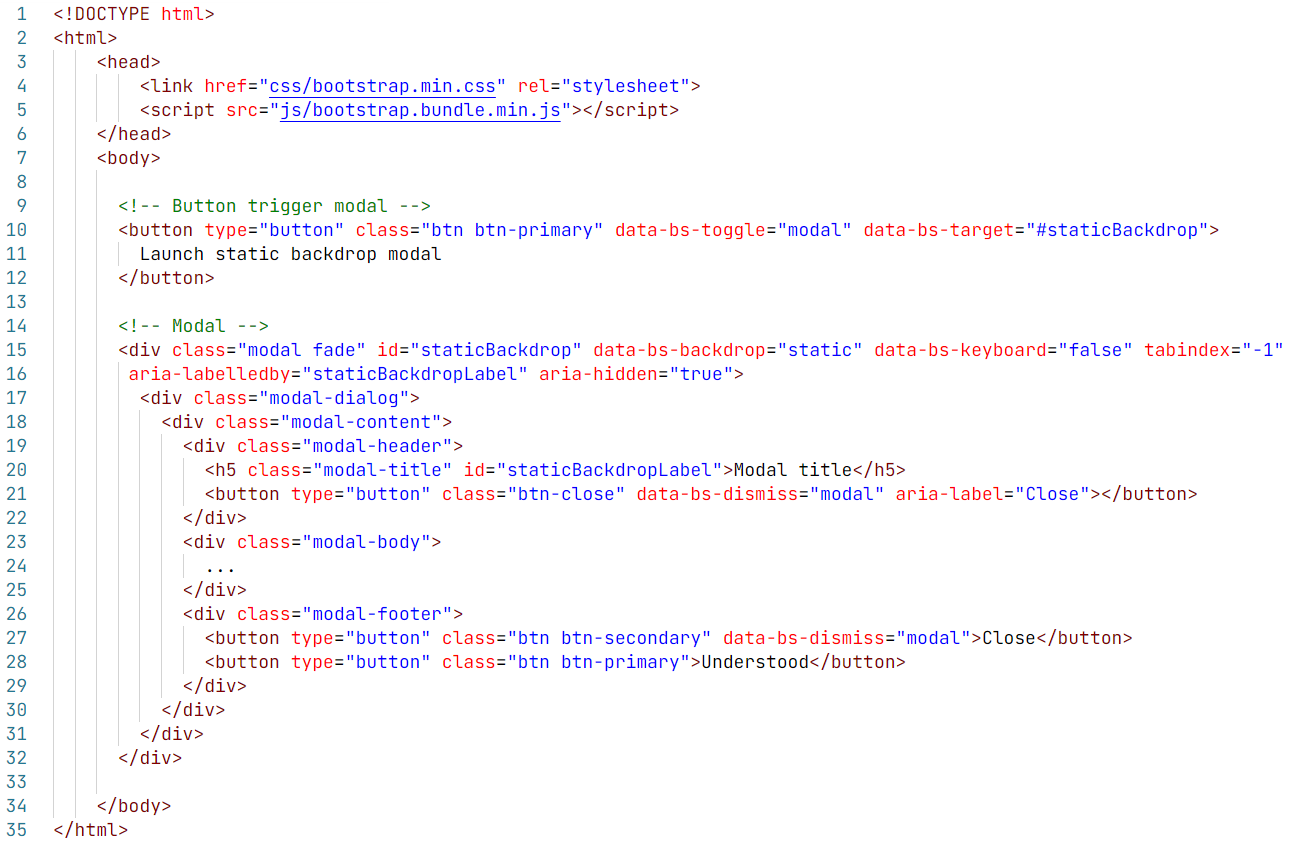 1 <!DOCTYPE html>
2 <html>
3     <head>
4         <link href="css/bootstrap.min.css" rel="stylesheet">
5         <script src="js/bootstrap.bundle.min.js"></script>
6     </head>
7     <body>
8
9       <!-- Button trigger modal -->
10       <button type="button" class="btn btn-primary" data-bs-toggle="modal" data-bs-target="#staticBackdrop">
11         Launch static backdrop modal
12       </button>
13
14       <!-- Modal -->
15       <div class="modal fade" id="staticBackdrop" data-bs-backdrop="static" data-bs-keyboard="false" tabindex="-1"
16        aria-labelledby="staticBackdropLabel" aria-hidden="true">
17         <div class="modal-dialog">
18           <div class="modal-content">
19             <div class="modal-header">
20               <h5 class="modal-title" id="staticBackdropLabel">Modal title</h5>
21               <button type="button" class="btn-close" data-bs-dismiss="modal" aria-label="Close"></button>
22             </div>
23             <div class="modal-body">
24               ...
25             </div>
26             <div class="modal-footer">
27               <button type="button" class="btn btn-secondary" data-bs-dismiss="modal">Close</button>
28               <button type="button" class="btn btn-primary">Understood</button>
29             </div>
30           </div>
31         </div>
32       </div>
33
34     </body>
35 </html>